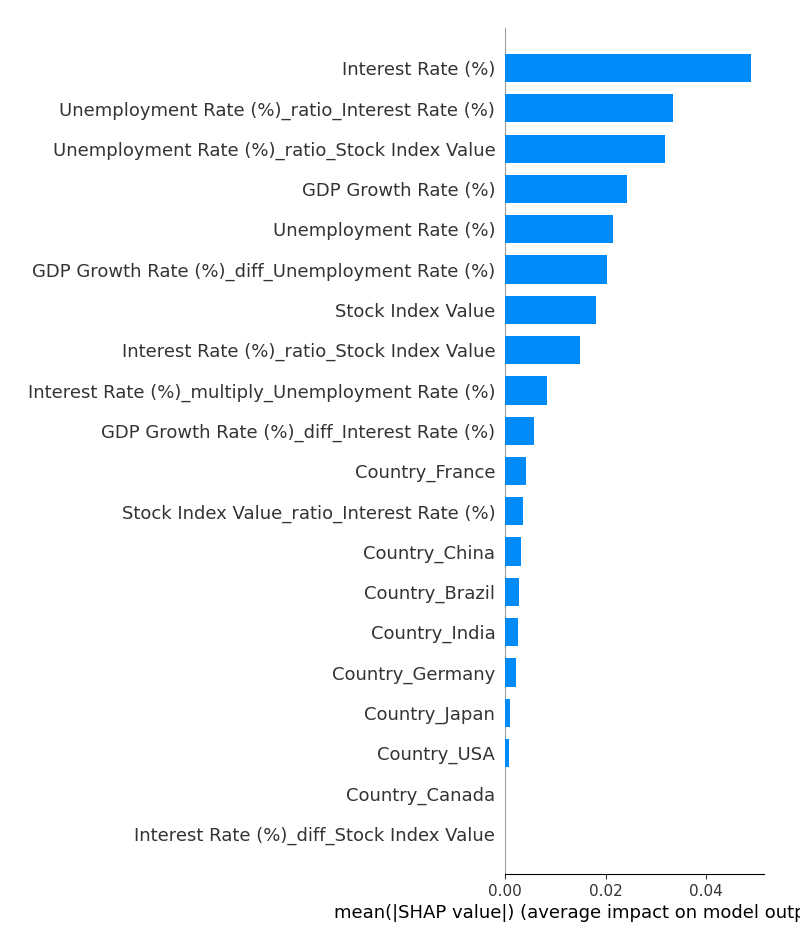 Interest Rate (%)
Unemployment Rate (%)_ratio_Interest Rate (%)
Unemployment Rate (%)_ratio_Stock Index Value
GDP Growth Rate (%)
Unemployment Rate (%)
GDP Growth Rate (%)_diff_Unemployment Rate (%)
Stock Index Value
Interest Rate (%)_ratio_Stock Index Value
Interest Rate (%)_multiply_Unemployment Rate (%)
GDP Growth Rate (%)_diff_Interest Rate (%)
Country_France
Stock Index Value_ratio_Interest Rate (%)
Country_China
Country_Brazil
Country_India
Country_Germany
Country_Japan
Country_USA
Country_Canada
Interest Rate (%)_diff_Stock Index Value
0.00 0.02 0.04
mean(|SHAP value|) (average impact on model outp